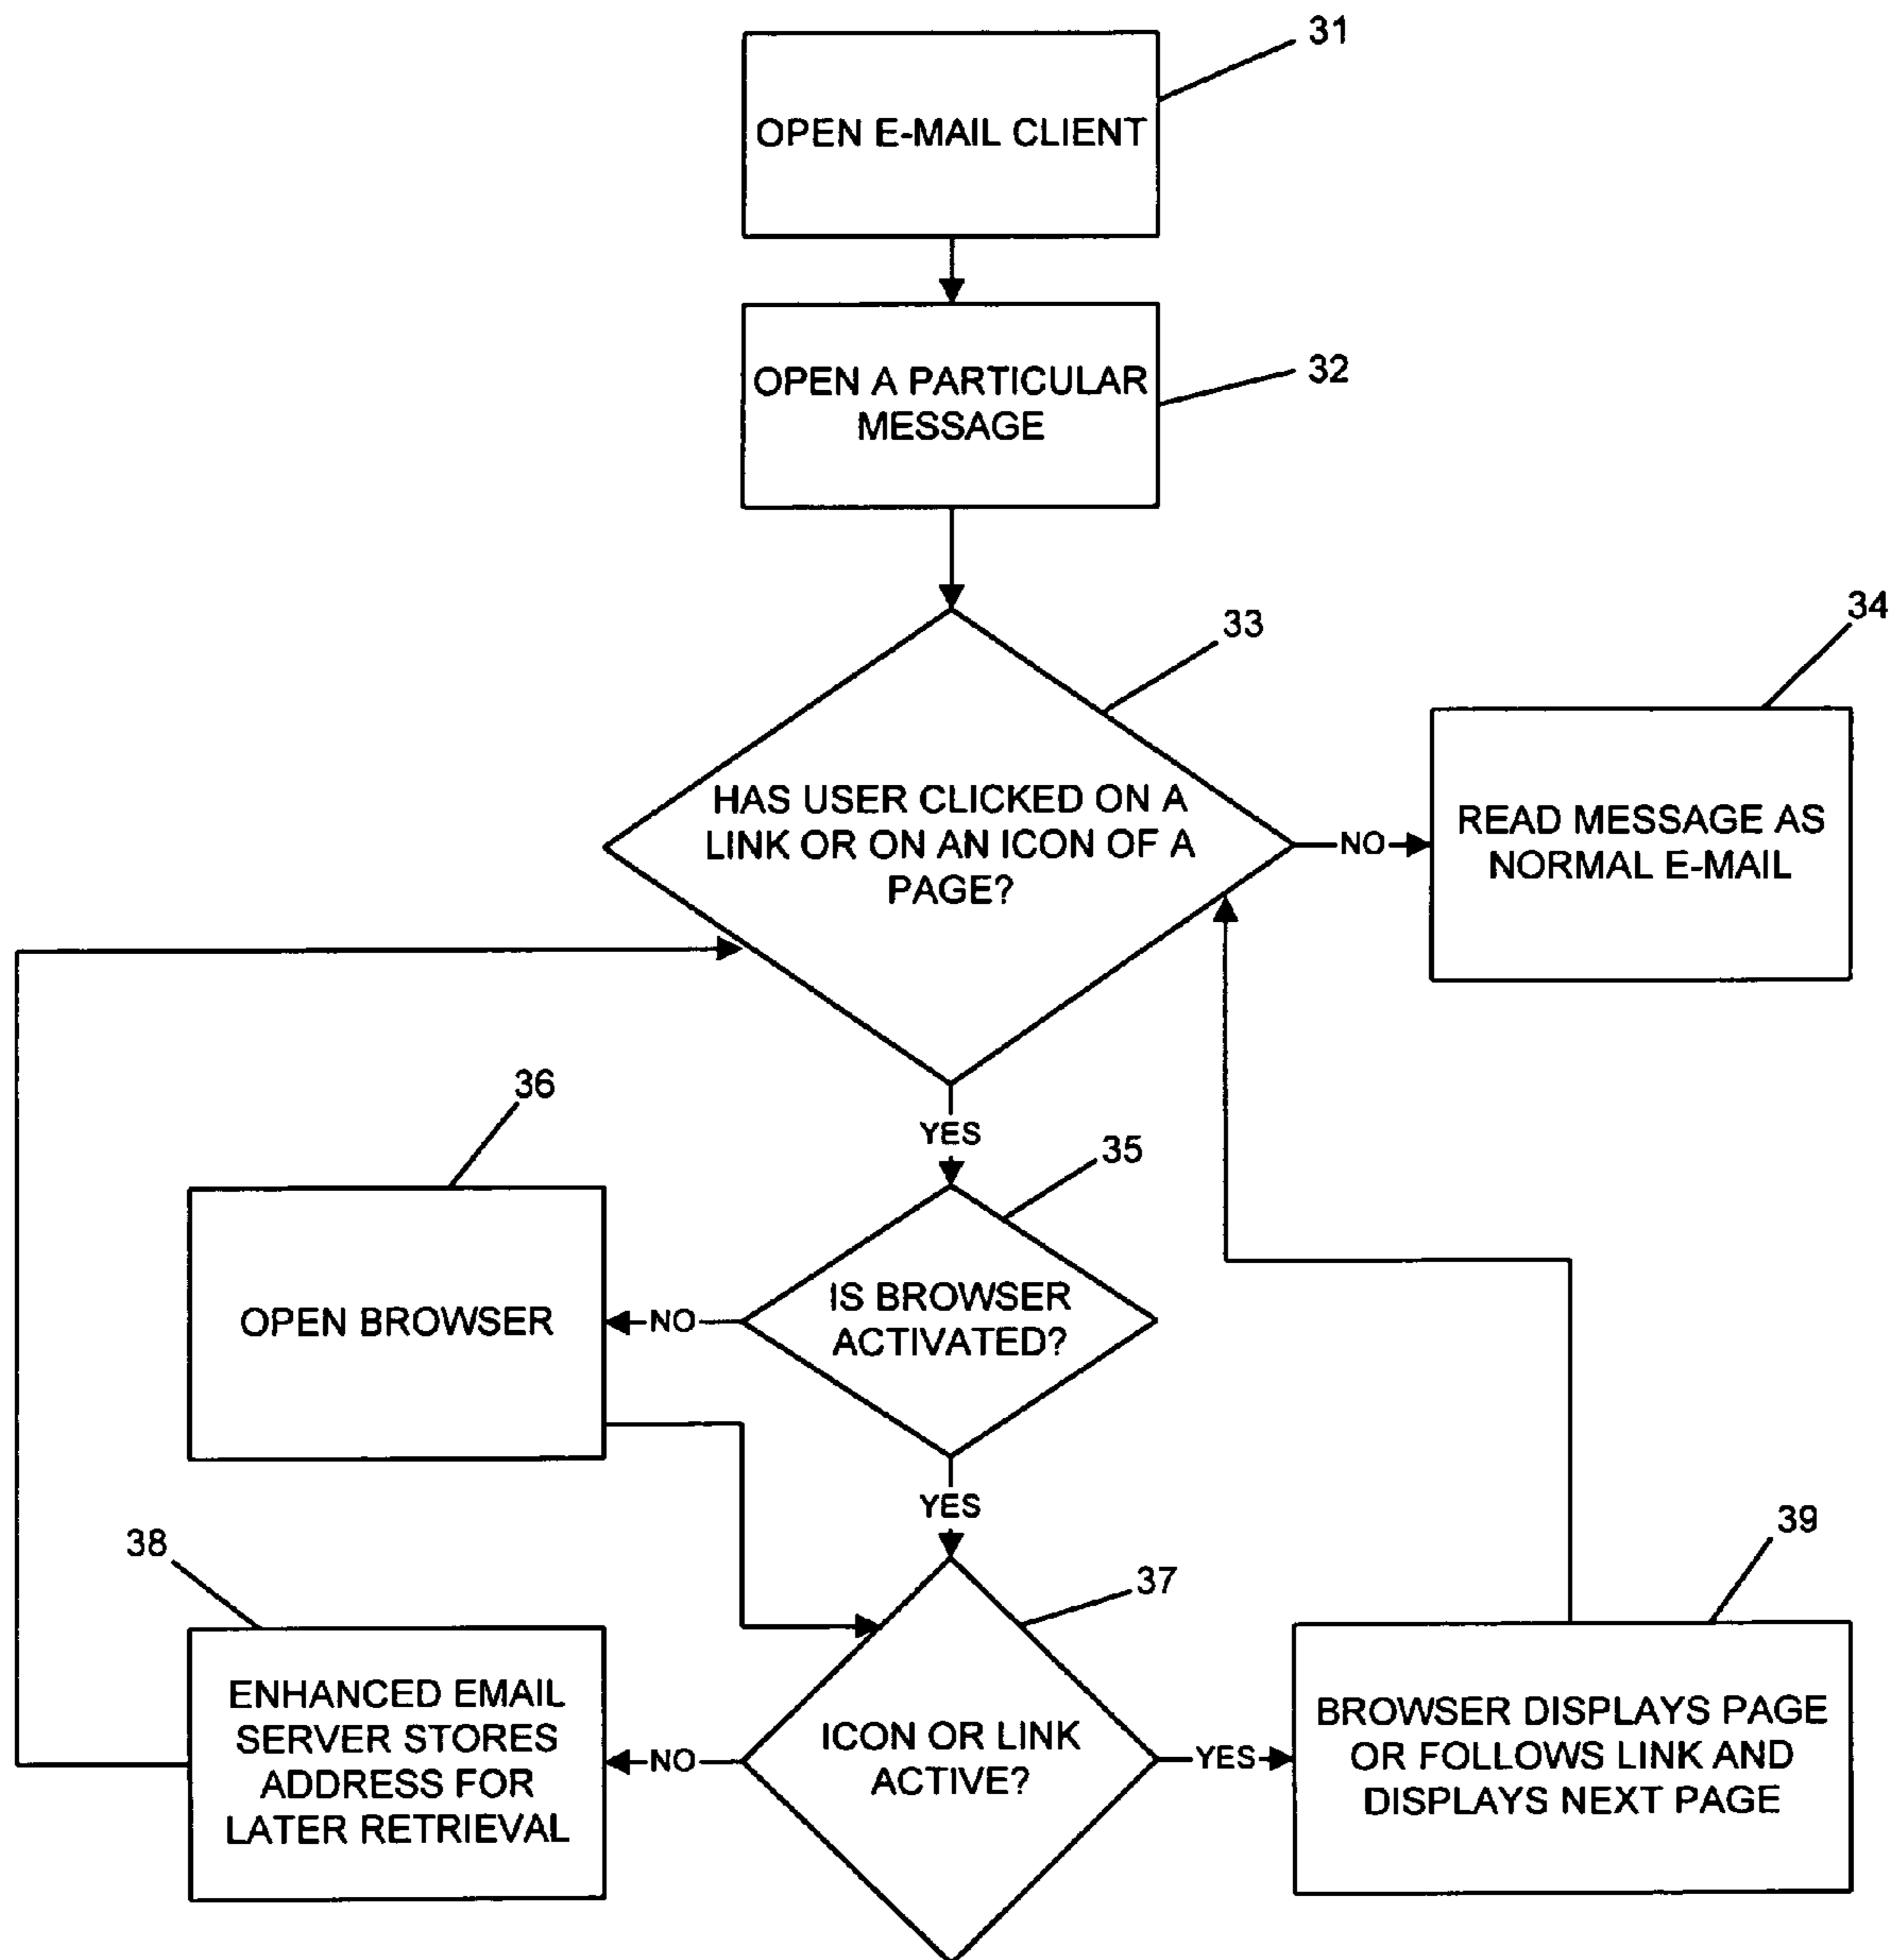 31
OPEN E-MAIL CLIENT
32
OPEN A PARTICULAR
MESSAGE
33
34
HAS USER CLICKED ON A
LINK OR ON AN ICON OF A
PAGE?
NO
READ MESSAGE AS
NORMAL E-MAIL
YES
36
35
OPEN BROWSER
NO
IS BROWSER
ACTIVATED?
YES
38
37
39
ENHANCED EMAIL
SERVER STORES
ADDRESS FOR
LATER RETRIEVAL
NO
ICON OR LINK
ACTIVE?
YES
BROWSER DISPLAYS PAGE
OR FOLLOWS LINK AND
DISPLAYS NEXT PAGE